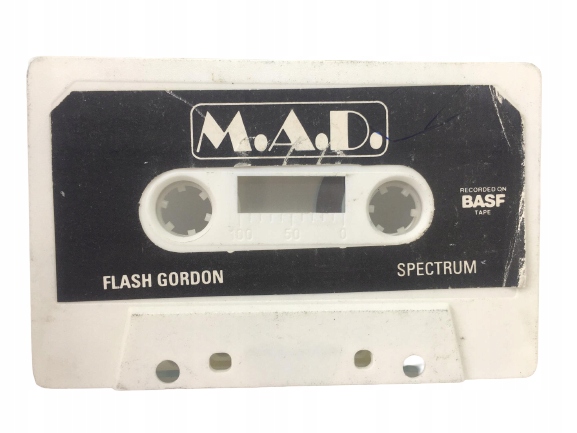 M.A.D.
RECORDED ON
BASF
TAPE
100 50 0
FLASH GORDON
SPECTRUM